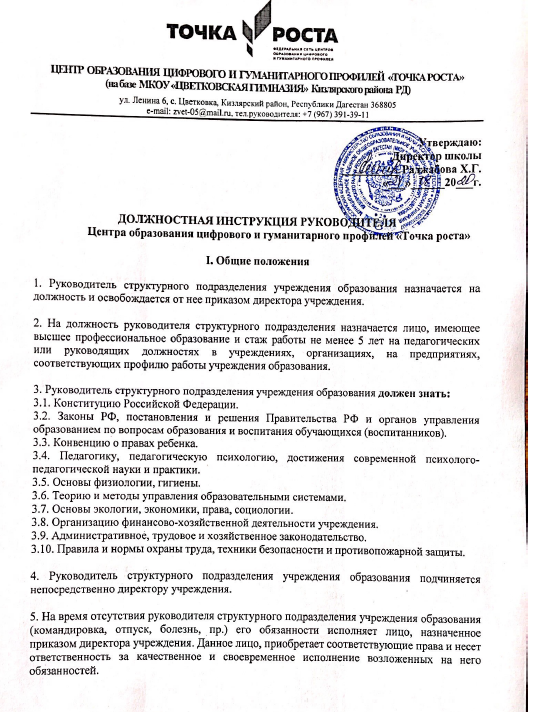 ТОЧКА РОСТА
ФЕДЕРАЛЬНАЯ СЕТЬ ЦЕНТРОВ
ОБРАЗОВАНИЯ ЦИФРОВОГО
И ГУМАНИТАРНОГО ПРОФИЛЕЙ
ЦЕНТР ОБРАЗОВАНИЯ ЦИФРОВОГО И ГУМАНИТАРНОГО ПРОФИЛЕЙ «ТОЧКА РОСТА»
(на базе МКОУ «ЦВЕТКОВСКАЯ ГИМНАЗИЯ» Кизлярского района РД)
ул. Ленина 6, с. Цветковка, Кизлярский район, Республики Дагестан 368805
e-mail: zvet-05@mail.ru, тел.руководителя: +7 (967) 391-39-11
Утверждаю:
Директор школы
Раджабова Х.Г.
2020 г.
ДОЛЖНОСТНАЯ ИНСТРУКЦИЯ РУКОВОДИТЕЛЯ
Центра образования цифрового и гуманитарного профилей «Точка роста»
I. Общие положения
1. Руководитель структурного подразделения учреждения образования назначается на
должность и освобождается от нее приказом директора учреждения.
2. На должность руководителя структурного подразделения назначается лицо, имеющее
высшее профессиональное образование и стаж работы не менее 5 лет на педагогических
или руководящих должностях в учреждениях, организациях, на предприятиях,
соответствующих профилю работы учреждения образования.
3. Руководитель структурного подразделения учреждения образования должен знать:
3.1. Конституцию Российской Федерации.
3.2. Законы РФ, постановления и решения Правительства РФ и органов управления
образованием по вопросам образования и воспитания обучающихся (воспитанников).
3.3. Конвенцию о правах ребенка.
3.4. Педагогику, педагогическую психологию, достижения современной психолого-
педагогической науки и практики.
3.5. Основы физиологии, гигиены.
3.6. Теорию и методы управления образовательными системами.
3.7. Основы экологии, экономики, права, социологии.
3.8. Организацию финансово-хозяйственной деятельности учреждения.
3.9. Административное, трудовое и хозяйственное законодательство.
3.10. Правила и нормы охраны труда, техники безопасности и противопожарной защиты.
4. Руководитель структурного подразделения учреждения образования подчиняется
непосредственно директору учреждения.
5. На время отсутствия руководителя структурного подразделения учреждения образования
(командировка, отпуск, болезнь, пр.) его обязанности исполняет лицо, назначенное
приказом директора учреждения. Данное лицо, приобретает соответствующие права и несет
ответственность за качественное и своевременное исполнение возложенных на него
обязанностей.